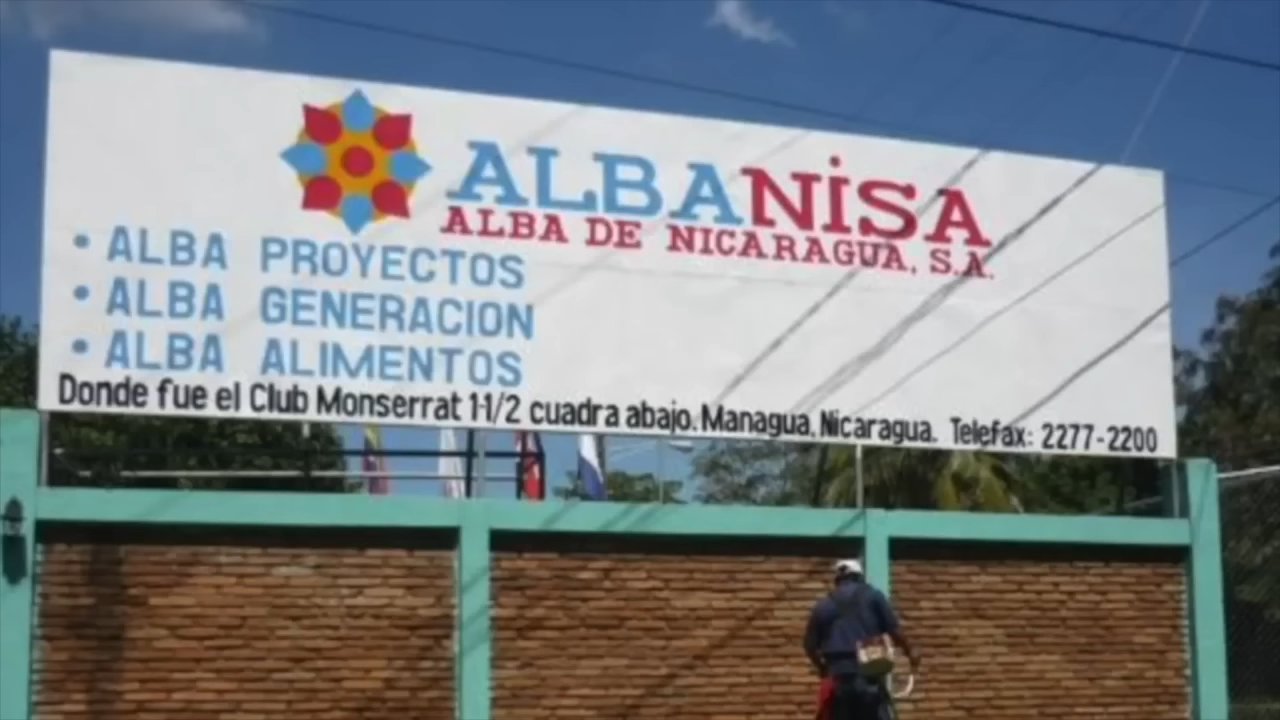 ALBANiSA
ALBA DE NICARAGUA, S.A.
• ALBA PROYECTOS
• ALBA GENERACION
• ALBA ALIMENTOS
Donde fue el Club Monserrat 1-1/2 cuadra abajo. Managua, Nicaragua. Telefax: 2277-2200